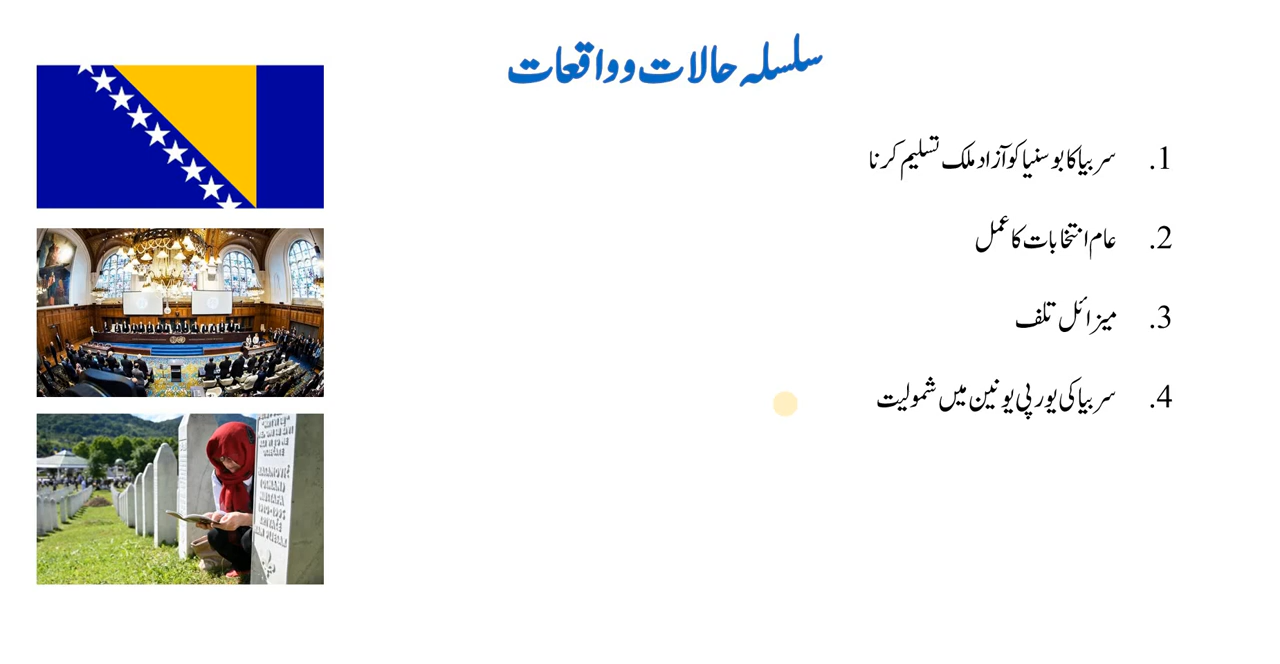 سلسلہ حالات و واقعات
1. سربیا کا بوسنیا کو آزاد ملک تسلیم کرنا
2. عام انتخابات کا عمل
3. میزائل تلف
4. سربیا کی یورپی یونین میں شمولیت